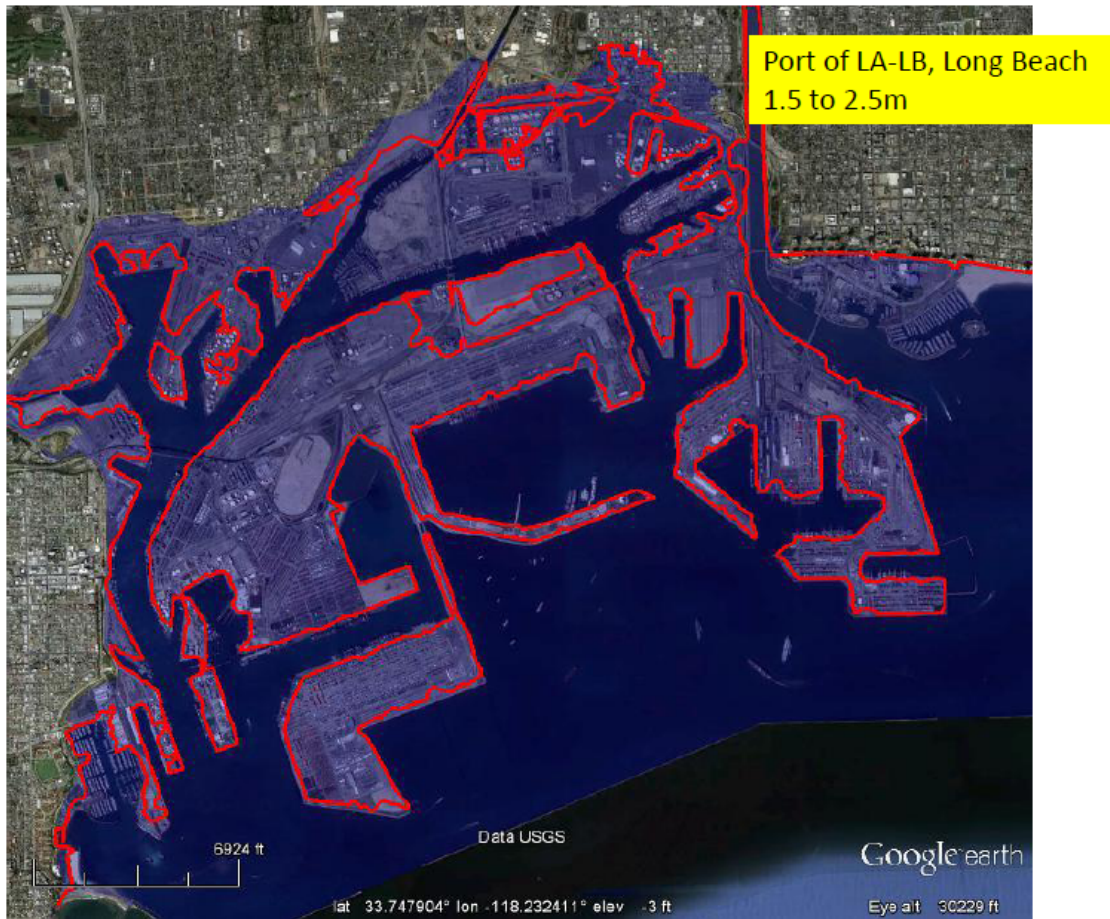 Port of LA-LB, Long Beach
1.5 to 2.5m
6924 ft
Data USGS
Google earth
lat 33.747904° lon -118.232411° elev -3 ft
Eye alt 30229 ft